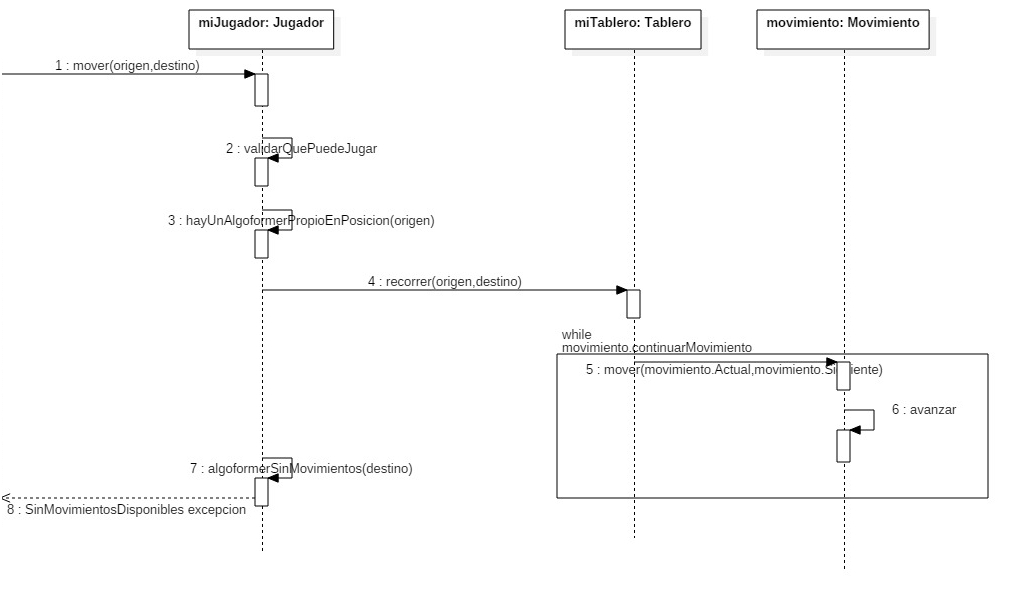 miJugador: Jugador
miTablero: Tablero
movimiento: Movimiento
1 : mover(origen,destino)
2 : validarQuePuedeJugar
3 : hayUnAlgoformerPropioEnPosicion(origen)
4 : recorrer(origen,destino)
while
movimiento.continuarMovimiento
5 : mover(movimiento.Actual,movimiento.Siguiente)
6 : avanzar
7 : algoformerSinMovimientos(destino)
8 : SinMovimientosDisponibles excepcion